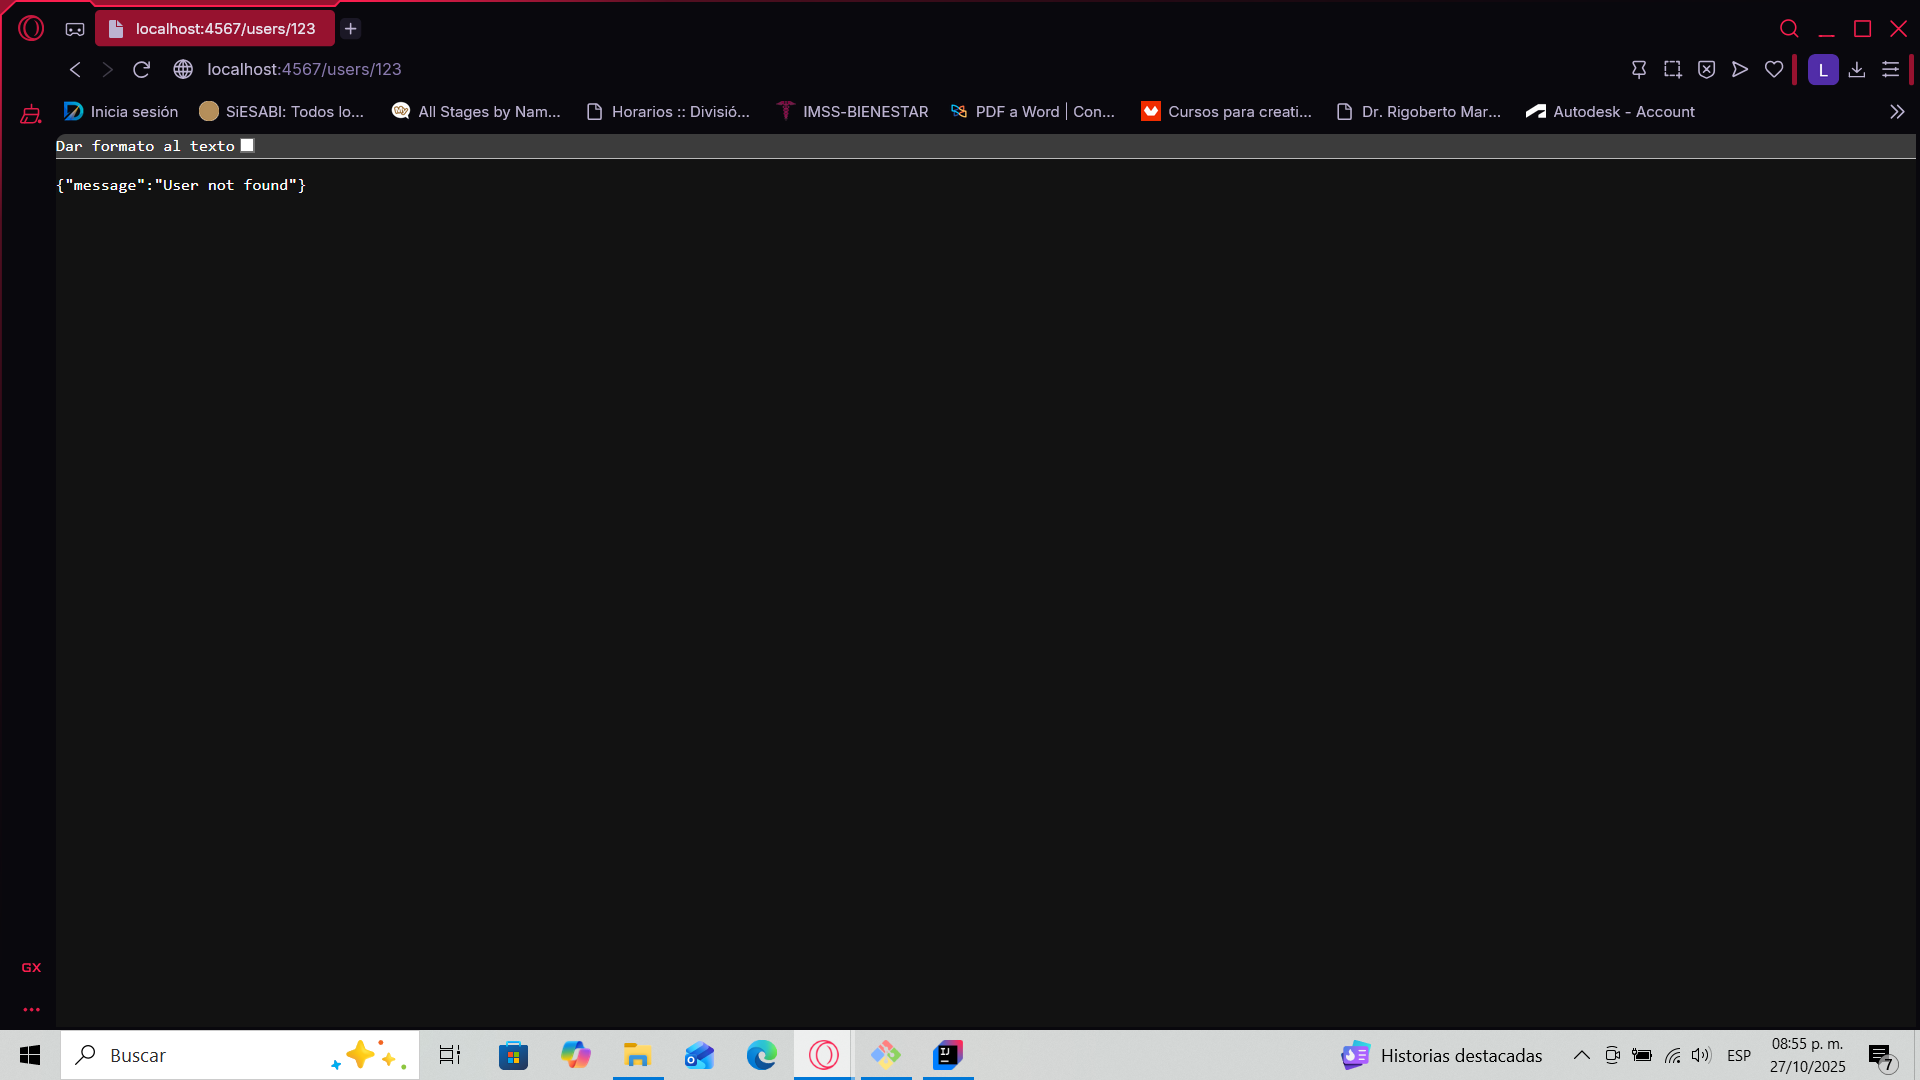 localhost:4567/users/123
localhost:4567/users/123
L
Inicia sesión
SiESABI: Todos lo...
All Stages by Nam...
Horarios :: Divisió...
IMSS-BIENESTAR
PDF a Word | Con...
Cursos para creati...
Dr. Rigoberto Mar...
Autodesk - Account
Dar formato al texto
{"message":"User not found"}
GX
Buscar
Historias destacadas
ESP
08:55 p. m.
27/10/2025
7